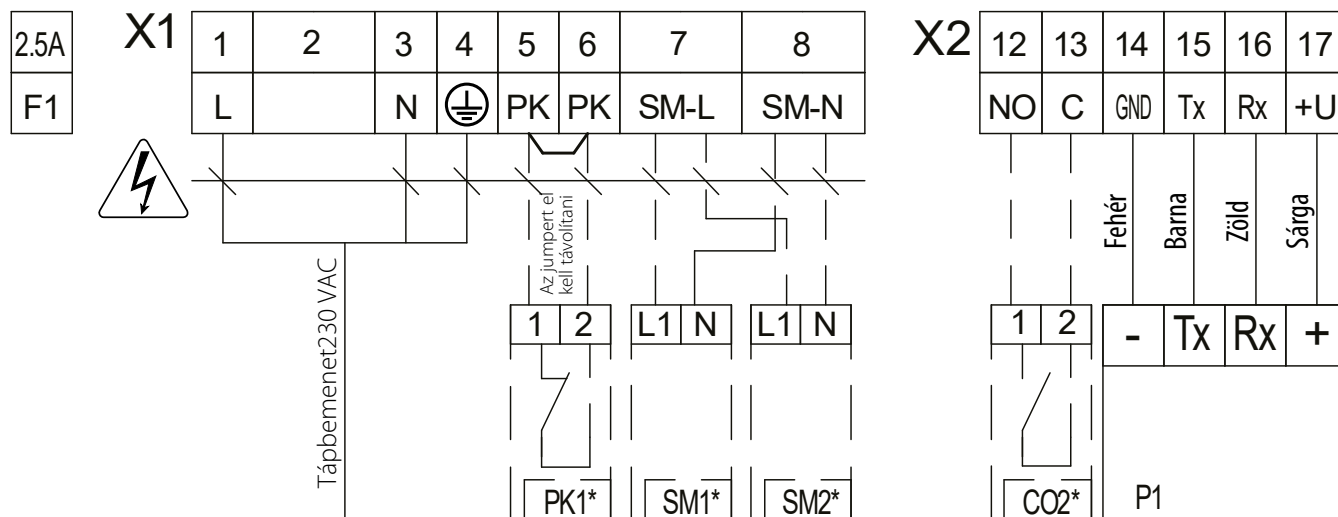 2.5A
X1 1 2 3 4 5 6 7 8
X2 12 13 14 15 16 17
F1
L N PK PK SM-L SM-N
NO C GND Tx Rx +U
Az jumpert el
kell távolítani
Fehér
Barna
Zöld
Sárga
Tápbemenet230 VAC
1 2 L1 N L1 N
1 2 - Tx Rx +
PK1* SM1* SM2* CO2* P1